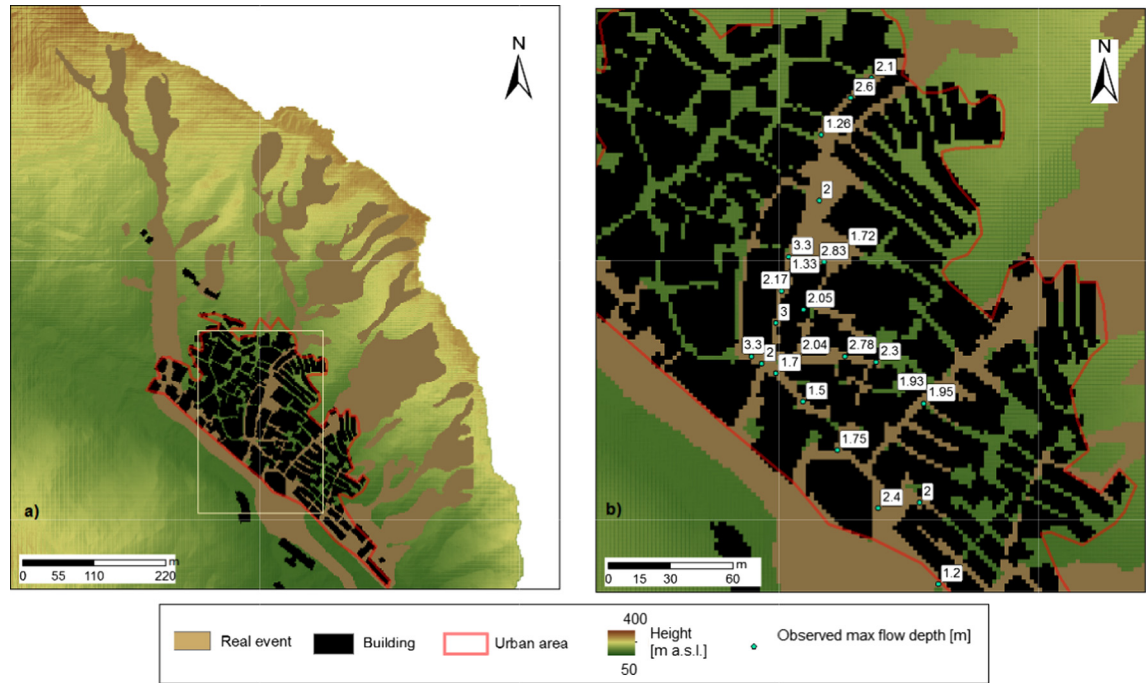 N
a)
m
0 55 110 220
N
2.1
2.6
1.26
2
1.72
3.3
2.83
1.33
2.17
2.05
3
3.3
2
2.04
2.78
2.3
1.7
1.93
1.5
1.95
1.75
2.4
2
1.2
b)
m
0 15 30 60
Real event
Building
Urban area
400
Height
[m a.s.l.]
50
Observed max flow depth [m]